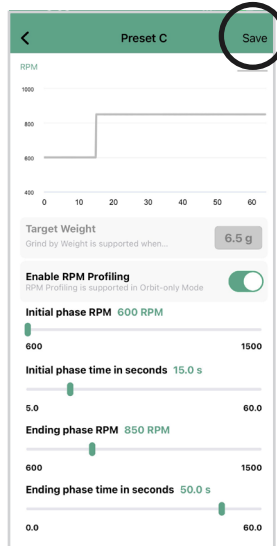 Preset C
Save
RPM
1000
800
600
400
0 10 20 30 40 50 60
Target Weight
Grind by Weight is supported when...
6.5 g
Enable RPM Profiling
RPM Profiling is supported in Orbit-only Mode
Initial phase RPM 600 RPM
600 1500
Initial phase time in seconds 15.0 s
5.0 60.0
Ending phase RPM 850 RPM
600 1500
Ending phase time in seconds 50.0 s
0.0 60.0